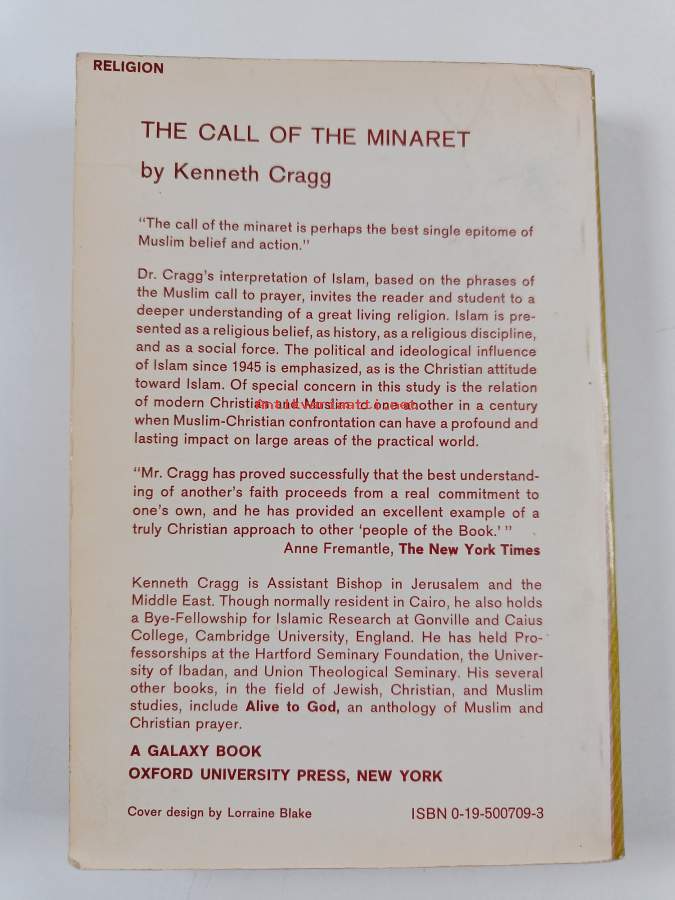 RELIGION
THE CALL OF THE MINARET
by Kenneth Cragg
"The call of the minaret is perhaps the best single epitome of
Muslim belief and action."
Dr. Cragg's interpretation of Islam, based on the phrases of
the Muslim call to prayer, invites the reader and student to a
deeper understanding of a great living religion. Islam is pre-
sented as a religious belief, as history, as a religious discipline,
and as a social force. The political and ideological influence
of Islam since 1945 is emphasized, as is the Christian attitude
toward Islam. Of special concern in this study is the relation
of modern Christian and Muslim to one another in a century
when Muslim-Christian confrontation can have a profound and
lasting impact on large areas of the practical world.
"Mr. Cragg has proved successfully that the best understand-
ing of another's faith proceeds from a real commitment to
one's own, and he has provided an excellent example of a
truly Christian approach to other 'people of the Book.' "
Anne Fremantle, The New York Times
Kenneth Cragg is Assistant Bishop in Jerusalem and the
Middle East. Though normally resident in Cairo, he also holds
a Bye-Fellowship for Islamic Research at Gonville and Caius
College, Cambridge University, England. He has held Pro-
fessorships at the Hartford Seminary Foundation, the Univer-
sity of Ibadan, and Union Theological Seminary. His several
other books, in the field of Jewish, Christian, and Muslim
studies, include Alive to God, an anthology of Muslim and
Christian prayer.
A GALAXY BOOK
OXFORD UNIVERSITY PRESS, NEW YORK
Cover design by Lorraine Blake ISBN 0-19-500709-3